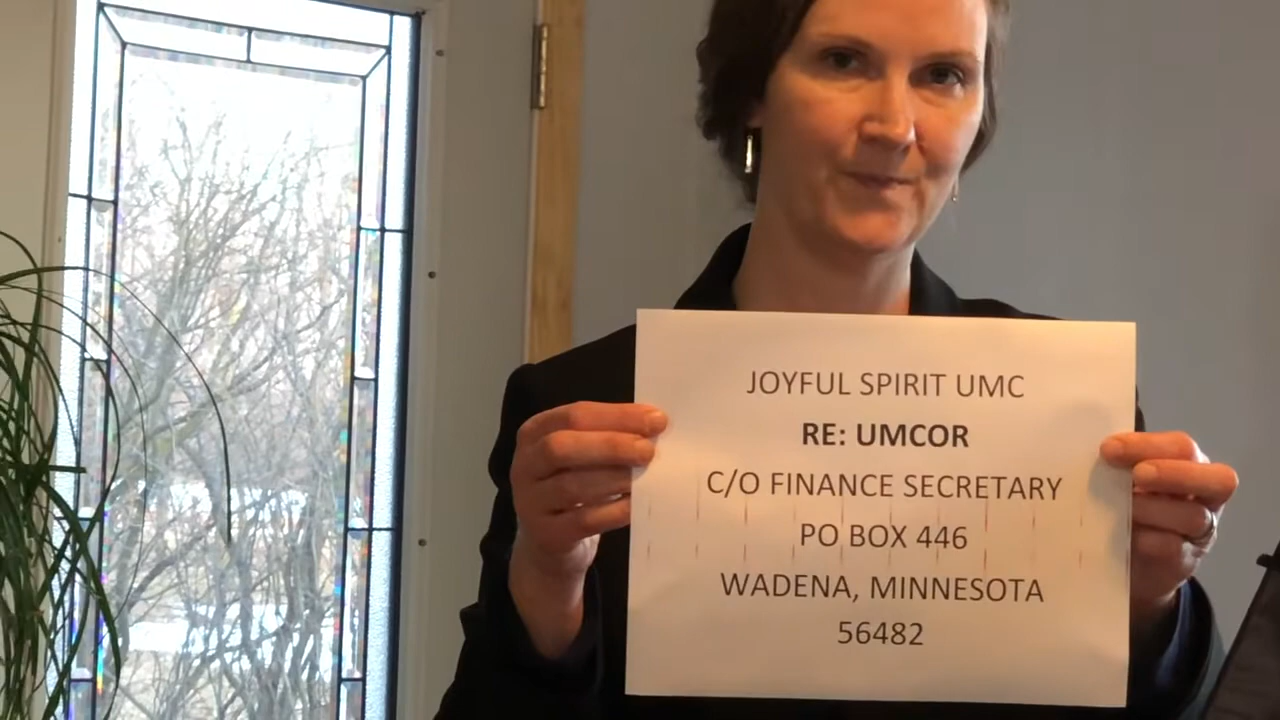 JOYFUL SPIRIT UMC
RE: UMCOR
C/O FINANCE SECRETARY
PO BOX 446
WADENA, MINNESOTA
56482